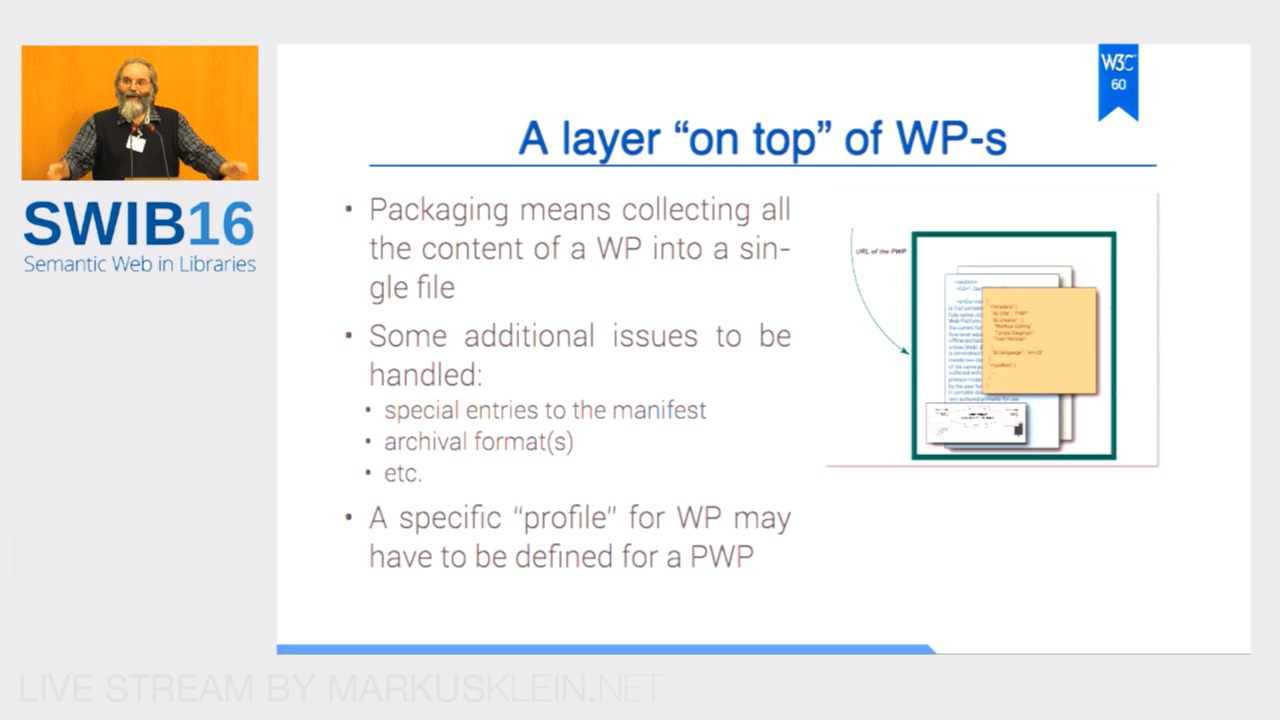 W3C
60
A layer “on top” of WP-s
• Packaging means collecting all
the content of a WP into a sin-
gle file
• Some additional issues to be
handled:
• special entries to the manifest
• archival format(s)
• etc.
• A specific “profile” for WP may
have to be defined for a PWP
URL of the PWP
SWIB16
Semantic Web in Libraries
LIVE STREAM BY MARKUSKLEIN.NET